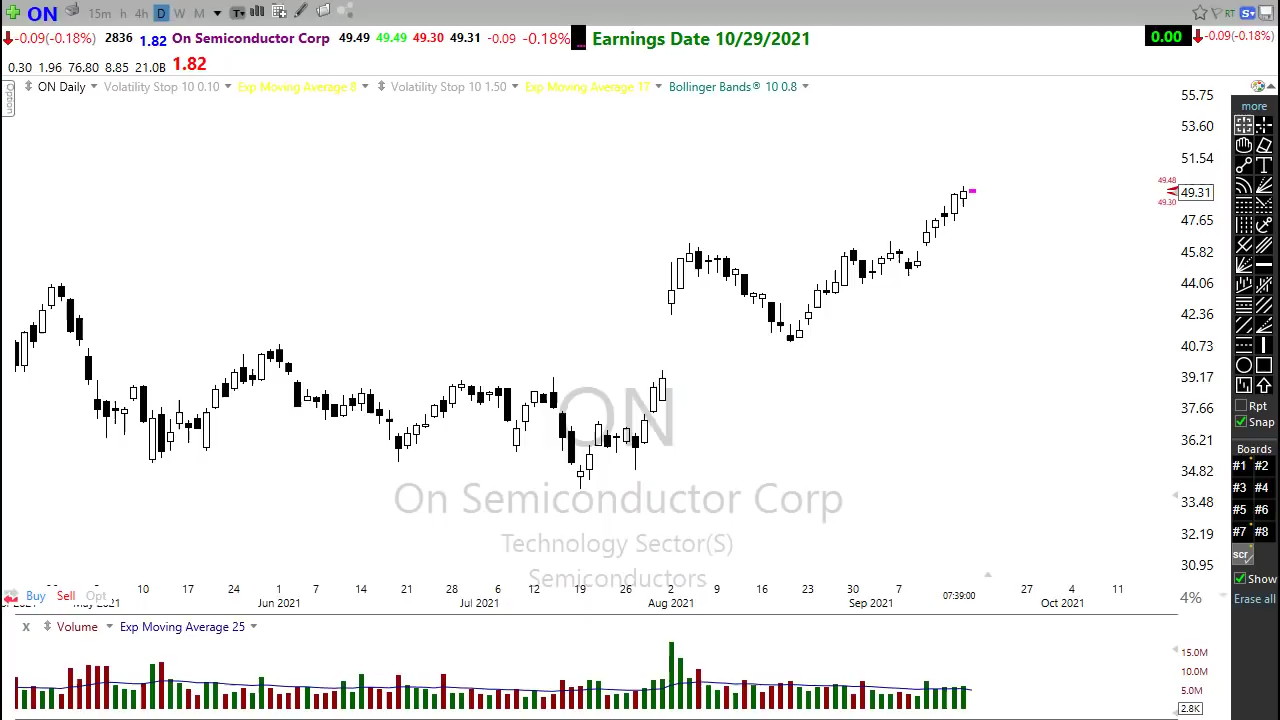 ON 15m h 4h D W M T RT S
-0.09(-0.18%) 2836 1.82 On Semiconductor Corp 49.49 49.49 49.30 49.31 -0.09 -0.18% Earnings Date 10/29/2021 0.00 -0.09(-0.18%)
0.30 1.96 76.80 8.85 21.0B 1.82
Option
ON Daily Volatility Stop 10 0.10 Exp Moving Average 8 Volatility Stop 10 1.50 Exp Moving Average 17 Bollinger Bands® 10 0.8
55.75
53.60
51.54
49.48
49.31
49.30
47.65
45.82
44.06
42.36
40.73
39.17
37.66
36.21
34.82
33.48
32.19
30.95
4%
more
Rpt
Snap
Boards
#1 #2
#3 #4
#5 #6
#7 #8
scr
Show
Erase all
ON
On Semiconductor Corp
Technology Sector(S)
Semiconductors
Buy Sell Opt
10 17 24 1 7 14 21 28 6 12 19 26 2 9 16 23 30 7 07:39:00 27 4 11
May 2021 Jun 2021 Jul 2021 Aug 2021 Sep 2021 Oct 2021
X Volume Exp Moving Average 25
15.0M
10.0M
5.0M
2.8K